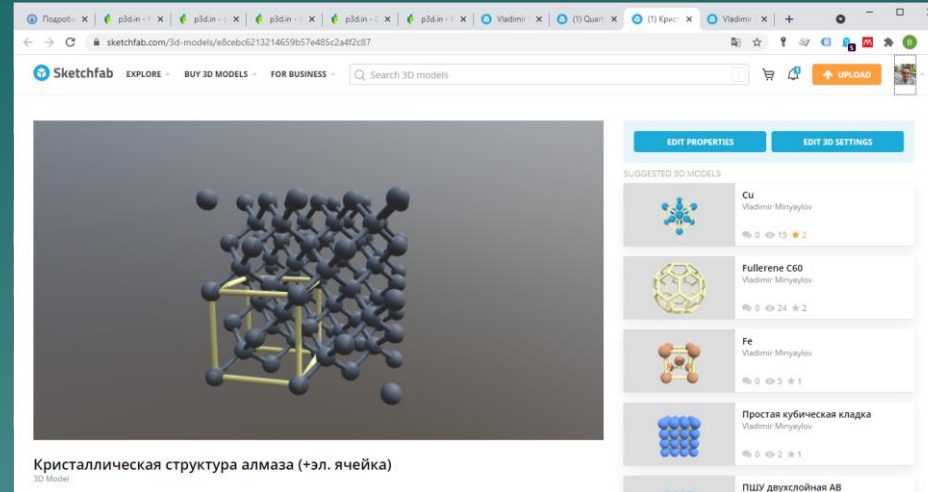 Подробн p3d.in - p3d.in - c p3d.in - p3d.in - p3d.in - Vladimir (1) Quart (1) Крис Vladimir
sketchfab.com/3d-models/e8cebc6213214659b57e485c2a4f2c87
Sketchfab EXPLORE BUY 3D MODELS FOR BUSINESS Search 3D models UPLOAD
EDIT PROPERTIES EDIT 3D SETTINGS
SUGGESTED 3D MODELS
Cu
Vladimir Minyaylov
0 15 2
Fullerene C60
Vladimir Minyaylov
0 24 2
Fe
Vladimir Minyaylov
0 5 1
Простая кубическая кладка
Vladimir Minyaylov
0 2 1
ПШУ двухслойная АВ
Кристаллическая структура алмаза (+эл. ячейка)
3D Model